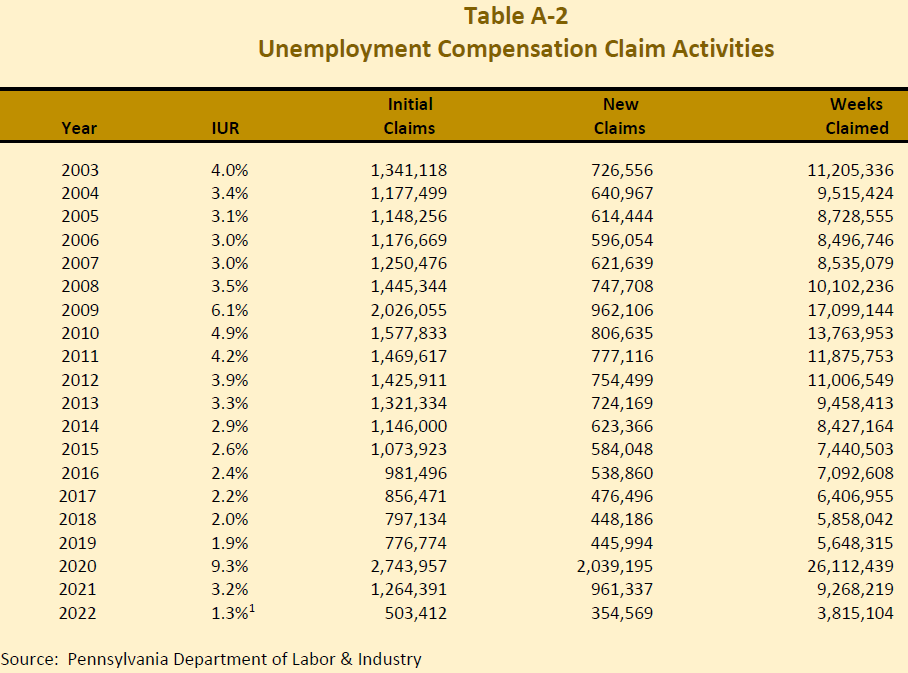 Table A-2
Unemployment Compensation Claim Activities
Initial New Weeks
Year IUR Claims Claims Claimed
2003 4.0% 1,341,118 726,556 11,205,336
2004 3.4% 1,177,499 640,967 9,515,424
2005 3.1% 1,148,256 614,444 8,728,555
2006 3.0% 1,176,669 596,054 8,496,746
2007 3.0% 1,250,476 621,639 8,535,079
2008 3.5% 1,445,344 747,708 10,102,236
2009 6.1% 2,026,055 962,106 17,099,144
2010 4.9% 1,577,833 806,635 13,763,953
2011 4.2% 1,469,617 777,116 11,875,753
2012 3.9% 1,425,911 754,499 11,006,549
2013 3.3% 1,321,334 724,169 9,458,413
2014 2.9% 1,146,000 623,366 8,427,164
2015 2.6% 1,073,923 584,048 7,440,503
2016 2.4% 981,496 538,860 7,092,608
2017 2.2% 856,471 476,496 6,406,955
2018 2.0% 797,134 448,186 5,858,042
2019 1.9% 776,774 445,994 5,648,315
2020 9.3% 2,743,957 2,039,195 26,112,439
2021 3.2% 1,264,391 961,337 9,268,219
2022 1.3%¹ 503,412 354,569 3,815,104
Source: Pennsylvania Department of Labor & Industry